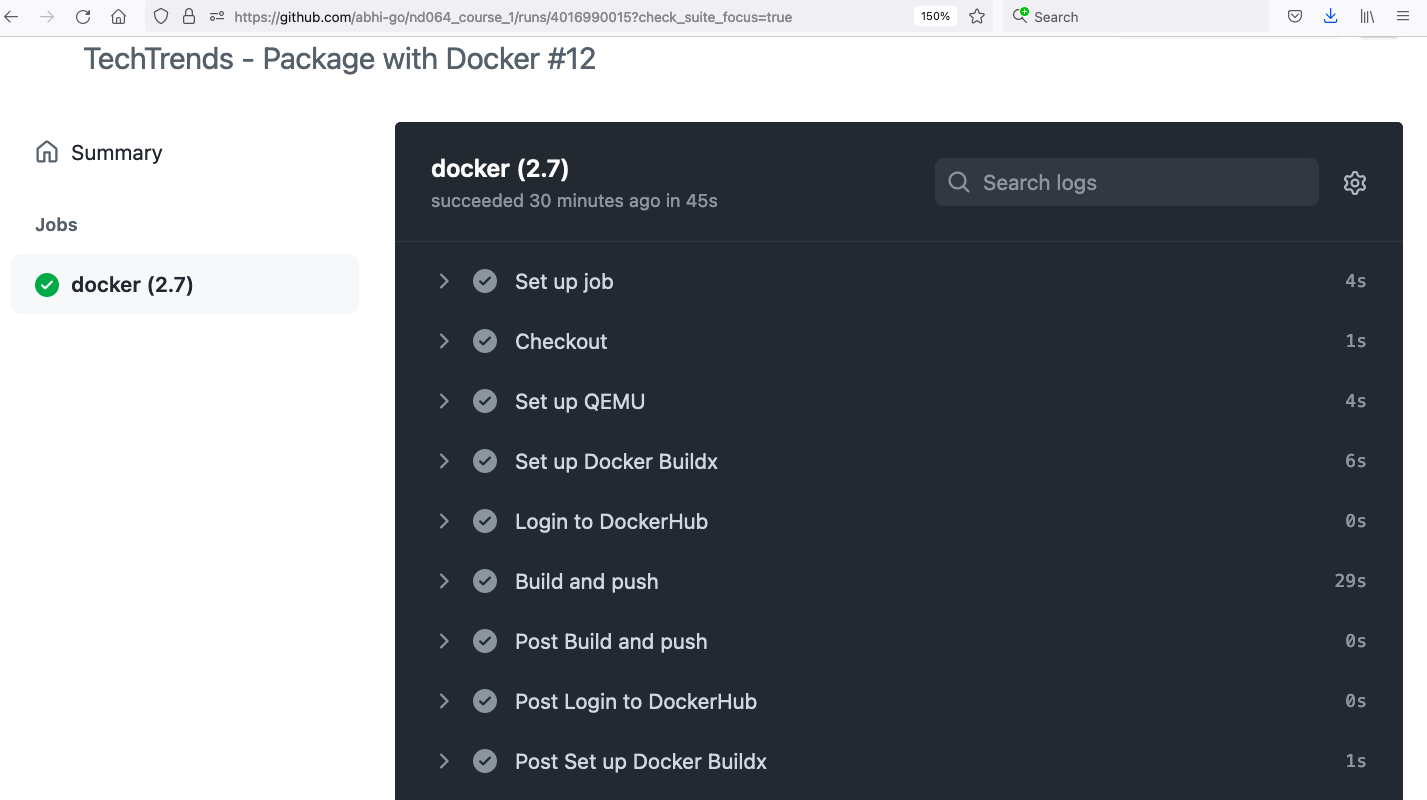 https://github.com/abhi-go/nd064_course_1/runs/4016990015?check_suite_focus=true
150%
Search
TechTrends - Package with Docker #12
Summary
Jobs
docker (2.7)
docker (2.7)
succeeded 30 minutes ago in 45s
Search logs
Set up job 4s
Checkout 1s
Set up QEMU 4s
Set up Docker Buildx 6s
Login to DockerHub 0s
Build and push 29s
Post Build and push 0s
Post Login to DockerHub 0s
Post Set up Docker Buildx 1s